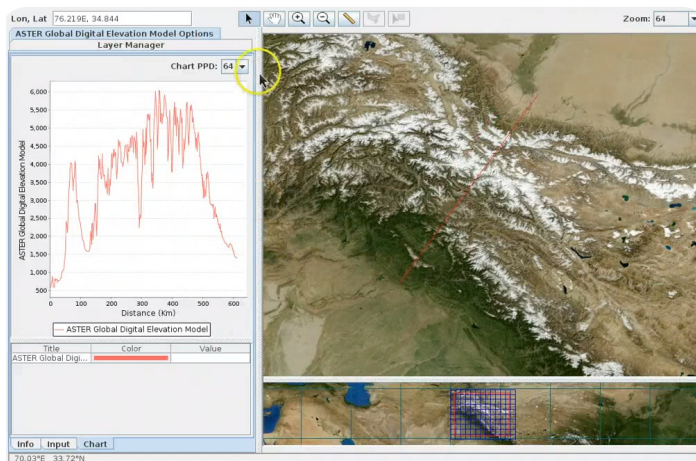 Lon, Lat 76.219E, 34.844
Zoom: 64
ASTER Global Digital Elevation Model Options
Layer Manager
Chart PPD: 64
ASTER Global Digital Elevation Model
6,000
5,500
5,000
4,500
4,000
3,500
3,000
2,500
2,000
1,500
1,000
500
0 100 200 300 400 500 600
Distance (Km)
ASTER Global Digital Elevation Model
Title Color Value
ASTER Global Digi...
Info Input Chart
70.03°E 33.72°N